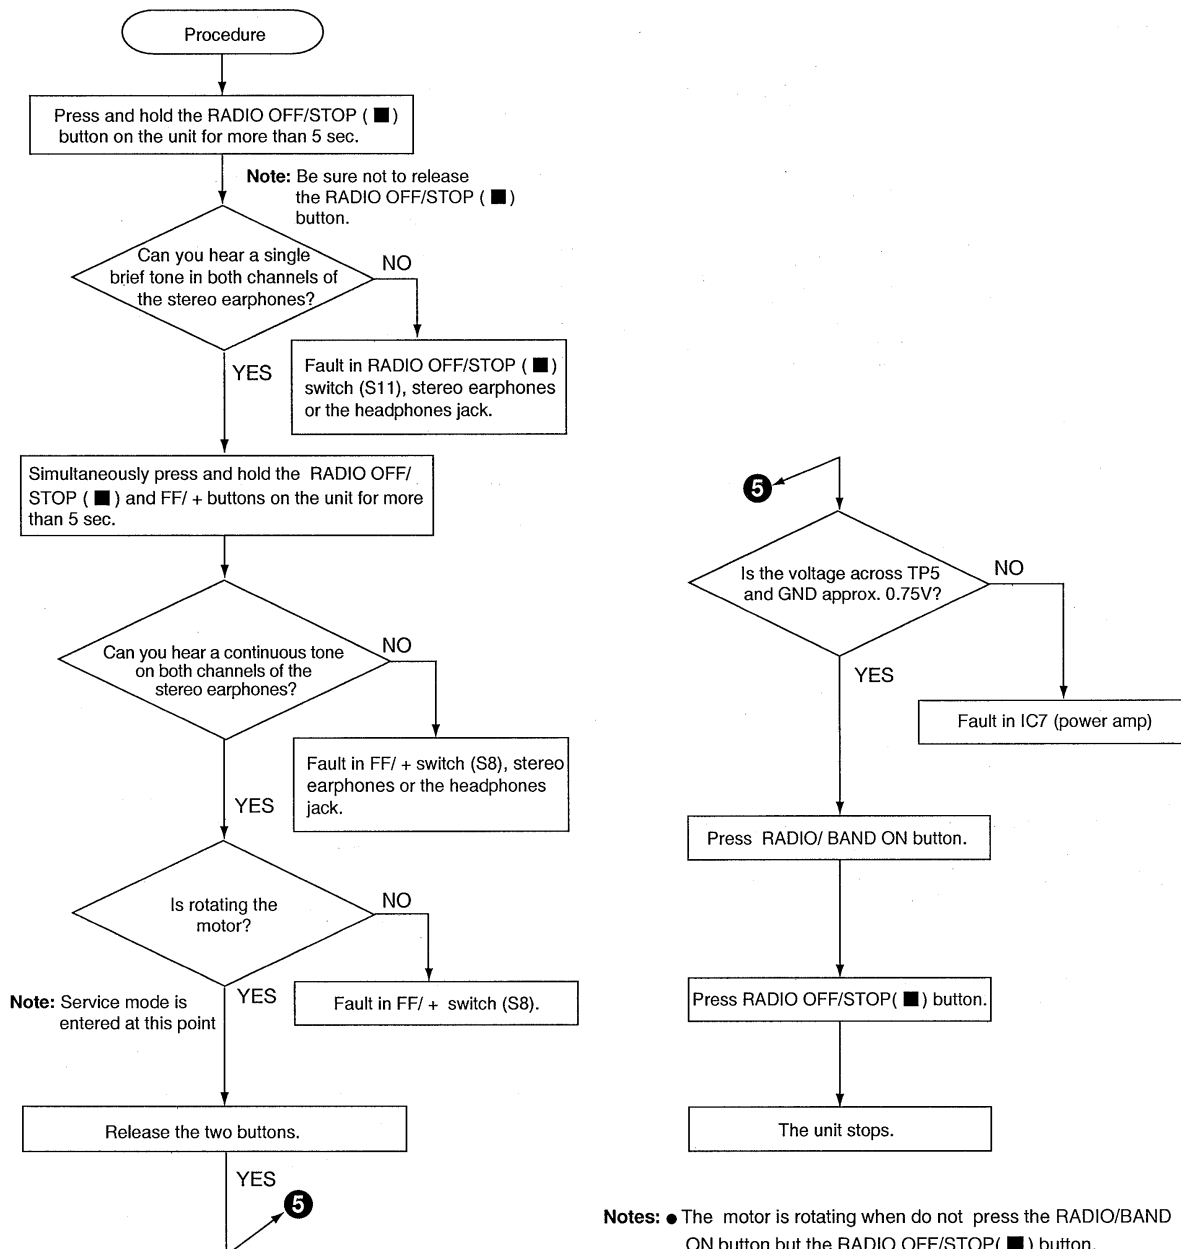 Procedure
Press and hold the RADIO OFF/STOP ( ■ )
button on the unit for more than 5 sec.
Note: Be sure not to release
the RADIO OFF/STOP ( ■ )
button.
Can you hear a single
brief tone in both channels of
the stereo earphones?
NO
YES
Fault in RADIO OFF/STOP ( ■ )
switch (S11), stereo earphones
or the headphones jack.
Simultaneously press and hold the RADIO OFF/
STOP ( ■ ) and FF/ + buttons on the unit for more
than 5 sec.
Can you hear a continuous tone
on both channels of the
stereo earphones?
NO
YES
Fault in FF/ + switch (S8), stereo
earphones or the headphones
jack.
Is rotating the
motor?
NO
YES
Fault in FF/ + switch (S8).
Note: Service mode is
entered at this point
Release the two buttons.
YES
5
5
Is the voltage across TP5
and GND approx. 0.75V?
NO
YES
Fault in IC7 (power amp)
Press RADIO/ BAND ON button.
Press RADIO OFF/STOP( ■ ) button.
The unit stops.
Notes: ● The motor is rotating when do not press the RADIO/BAND
ON button but the RADIO OFF/STOP( ■ ) button.